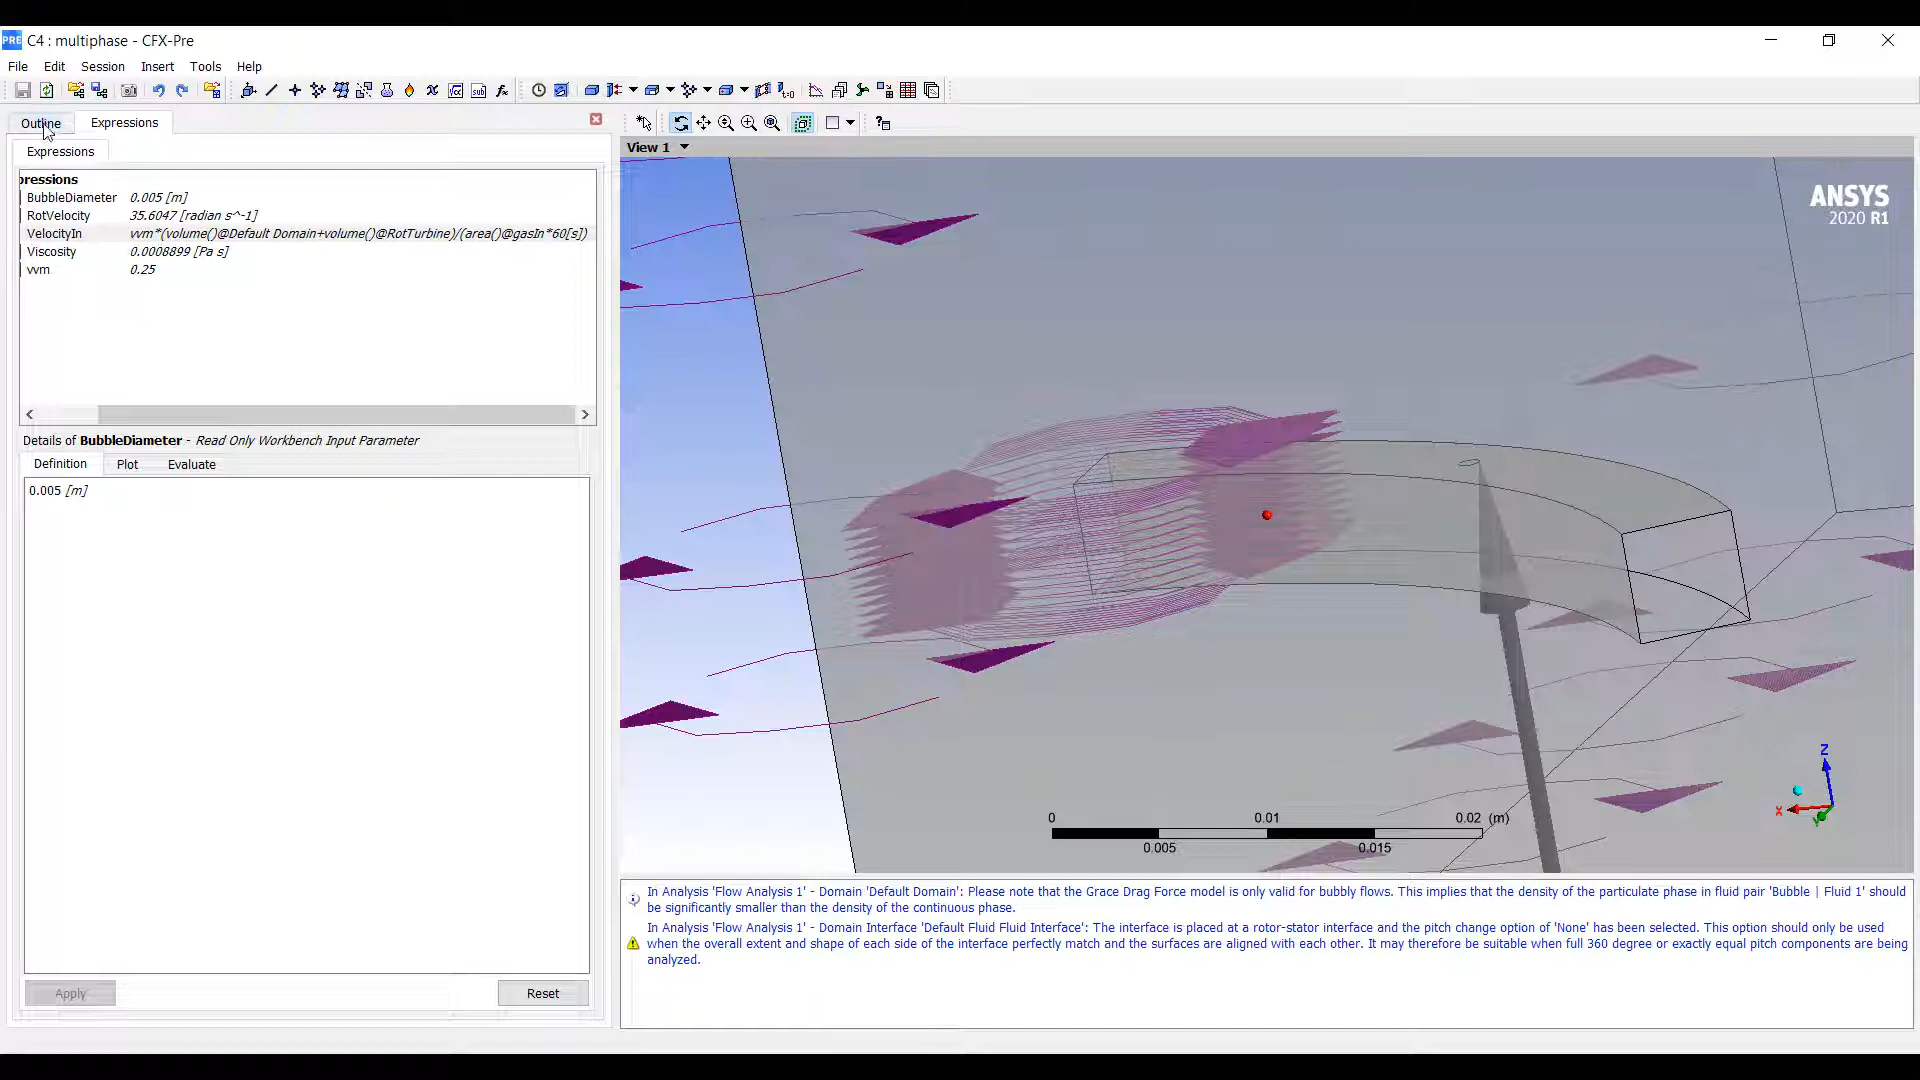 PRE C4 : multiphase - CFX-Pre
File Edit Session Insert Tools Help
Outline Expressions
Expressions
View 1
pressions
BubbleDiameter 0.005 [m]
RotVelocity 35.6047 [radian s^-1]
VelocityIn vvm*(volume()@Default Domain+volume()@RotTurbine)/(area()@gasIn*60[s])
Viscosity 0.0008899 [Pa s]
vvm 0.25
Details of BubbleDiameter - Read Only Workbench Input Parameter
Definition Plot Evaluate
0.005 [m]
Apply Reset
ANSYS
2020 R1
Z
X
Y
0 0.01 0.02 (m)
0.005 0.015
In Analysis 'Flow Analysis 1' - Domain 'Default Domain': Please note that the Grace Drag Force model is only valid for bubbly flows. This implies that the density of the particulate phase in fluid pair 'Bubble | Fluid 1' should
be significantly smaller than the density of the continuous phase.
In Analysis 'Flow Analysis 1' - Domain Interface 'Default Fluid Fluid Interface': The interface is placed at a rotor-stator interface and the pitch change option of 'None' has been selected. This option should only be used
when the overall extent and shape of each side of the interface perfectly match and the surfaces are aligned with each other. It may therefore be suitable when full 360 degree or exactly equal pitch components are being
analyzed.